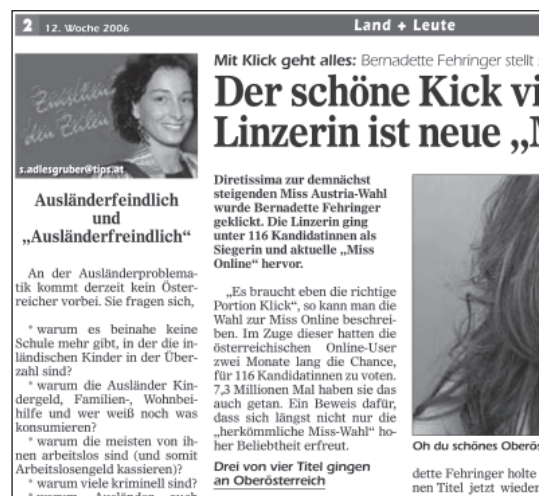 2 12. Woche 2006
Land + Leute
Zwischen
den Zeilen
s.adlesgruber@tips.at
Ausländerfeindlich
und
„Ausländerfreindlich“
An der Ausländerproblema-
tik kommt derzeit kein Öster-
reicher vorbei. Sie fragen sich,
* warum es beinahe keine
Schule mehr gibt, in der die in-
ländischen Kinder in der Über-
zahl sind?
* warum die Ausländer Kin-
dergeld, Familien-, Wohnbei-
hilfe und wer weiß noch was
konsumieren?
* warum die meisten von ih-
nen arbeitslos sind (und somit
Arbeitslosengeld kassieren)?
* warum viele kriminell sind?
* warum Ausländer auch
Mit Klick geht alles: Bernadette Fehringer stellt
Der schöne Kick vi
Linzerin ist neue „M
Diretissima zur demnächst
steigenden Miss Austria-Wahl
wurde Bernadette Fehringer
geklickt. Die Linzerin ging
unter 116 Kandidatinnen als
Siegerin und aktuelle „Miss
Online“ hervor.
„Es braucht eben die richtige
Portion Klick“, so kann man die
Wahl zur Miss Online beschrei-
ben. Im Zuge dieser hatten die
österreichischen Online-User
zwei Monate lang die Chance,
für 116 Kandidatinnen zu voten.
7,3 Millionen Mal haben sie das
auch getan. Ein Beweis dafür,
dass sich längst nicht nur die
„herkömmliche Miss-Wahl“ ho-
her Beliebtheit erfreut.
Drei von vier Titel gingen
an Oberösterreich
Oh du schönes Oberös
dette Fehringer holte
nen Titel jetzt wieder